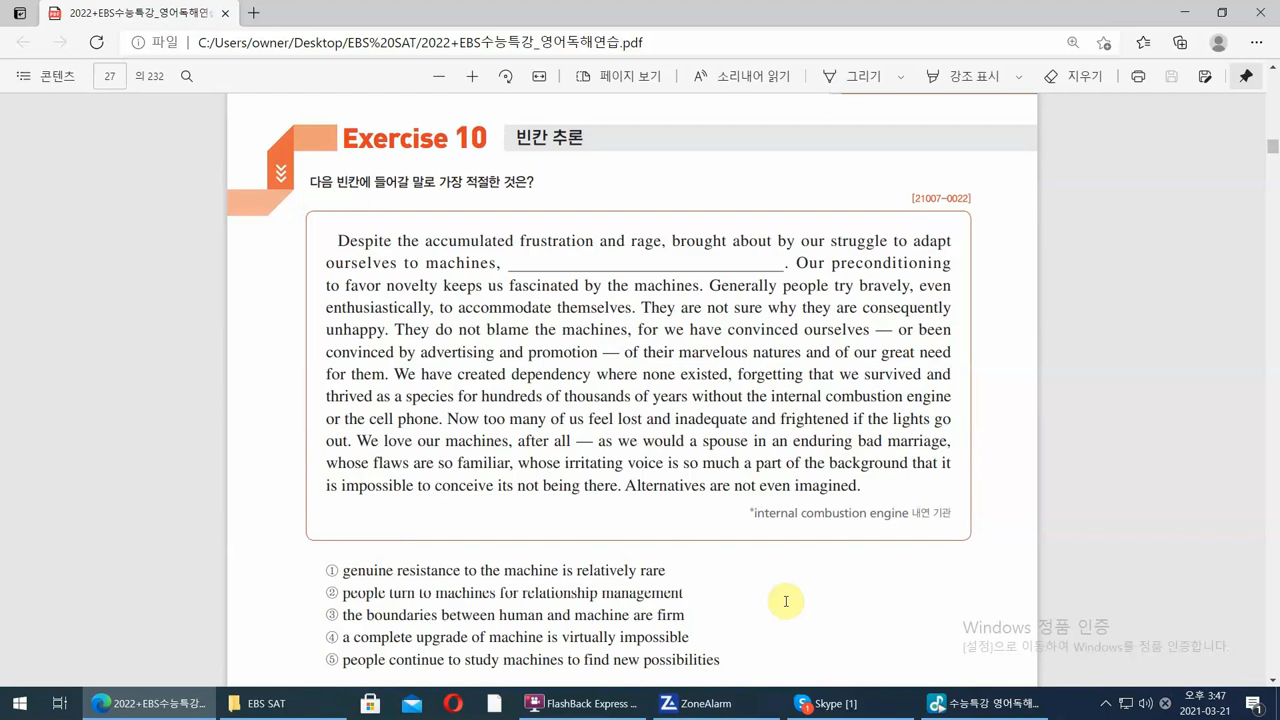 2022+EBS수능특강_영어독해연습
파일 C:/Users/owner/Desktop/EBS%20SAT/2022+EBS수능특강_영어독해연습.pdf
콘텐츠 27 의 232 페이지 보기 소리내어 읽기 그리기 강조 표시 지우기
Exercise 10 빈칸 추론
다음 빈칸에 들어갈 말로 가장 적절한 것은?
[21007-0022]
Despite the accumulated frustration and rage, brought about by our struggle to adapt
ourselves to machines, ______________________________. Our preconditioning
to favor novelty keeps us fascinated by the machines. Generally people try bravely, even
enthusiastically, to accommodate themselves. They are not sure why they are consequently
unhappy. They do not blame the machines, for we have convinced ourselves — or been
convinced by advertising and promotion — of their marvelous natures and of our great need
for them. We have created dependency where none existed, forgetting that we survived and
thrived as a species for hundreds of thousands of years without the internal combustion engine
or the cell phone. Now too many of us feel lost and inadequate and frightened if the lights go
out. We love our machines, after all — as we would a spouse in an enduring bad marriage,
whose flaws are so familiar, whose irritating voice is so much a part of the background that it
is impossible to conceive its not being there. Alternatives are not even imagined.
*internal combustion engine 내연 기관
① genuine resistance to the machine is relatively rare
② people turn to machines for relationship management
③ the boundaries between human and machine are firm
④ a complete upgrade of machine is virtually impossible
⑤ people continue to study machines to find new possibilities
Windows 정품 인증
[설정]으로 이동하여 Windows를 정품 인증합니다.
2022+EBS수능특강_... EBS SAT FlashBack Express ... ZoneAlarm Skype [1] 수능특강 영어독해... 오후 3:47
2021-03-21